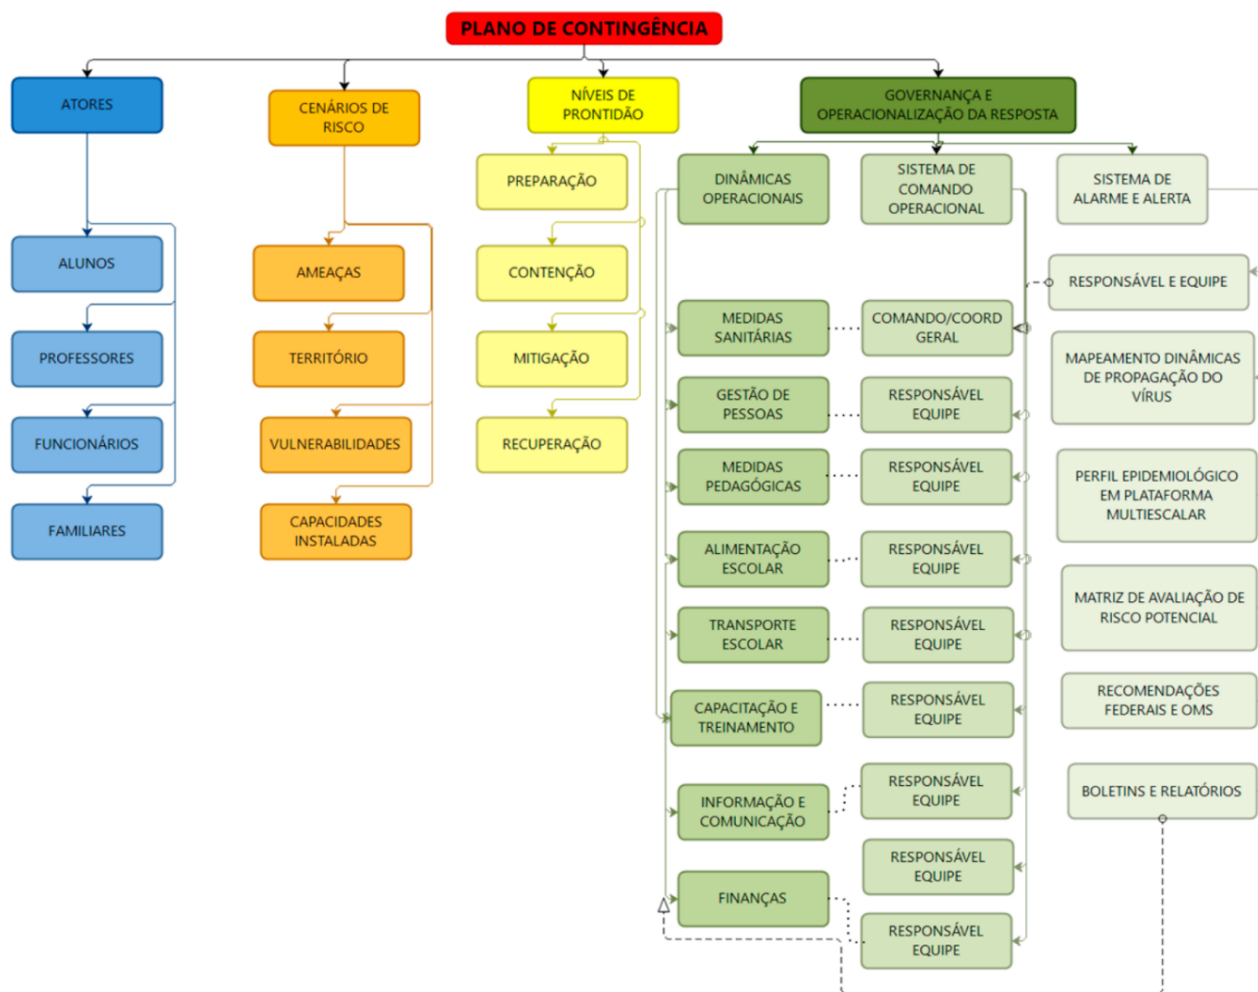 PLANO DE CONTINGÊNCIA
ATORES
CENÁRIOS DE
RISCO
NÍVEIS DE
PRONTIDÃO
GOVERNANÇA E
OPERACIONALIZAÇÃO DA RESPOSTA
ALUNOS
PROFESSORES
FUNCIONÁRIOS
FAMILIARES
AMEAÇAS
TERRITÓRIO
VULNERABILIDADES
CAPACIDADES
INSTALADAS
PREPARAÇÃO
CONTENÇÃO
MITIGAÇÃO
RECUPERAÇÃO
DINÂMICAS
OPERACIONAIS
MEDIDAS
SANITÁRIAS
GESTÃO DE
PESSOAS
MEDIDAS
PEDAGÓGICAS
ALIMENTAÇÃO
ESCOLAR
TRANSPORTE
ESCOLAR
CAPACITAÇÃO E
TREINAMENTO
INFORMAÇÃO E
COMUNICAÇÃO
FINANÇAS
SISTEMA DE
COMANDO
OPERACIONAL
COMANDO/COORD
GERAL
RESPONSÁVEL
EQUIPE
RESPONSÁVEL
EQUIPE
RESPONSÁVEL
EQUIPE
RESPONSÁVEL
EQUIPE
RESPONSÁVEL
EQUIPE
RESPONSÁVEL
EQUIPE
RESPONSÁVEL
EQUIPE
RESPONSÁVEL
EQUIPE
SISTEMA DE
ALARME E ALERTA
RESPONSÁVEL E EQUIPE
MAPEAMENTO DINÂMICAS
DE PROPAGAÇÃO DO
VÍRUS
PERFIL EPIDEMIOLÓGICO
EM PLATAFORMA
MULTIESCALAR
MATRIZ DE AVALIAÇÃO DE
RISCO POTENCIAL
RECOMENDAÇÕES
FEDERAIS E OMS
BOLETINS E RELATÓRIOS